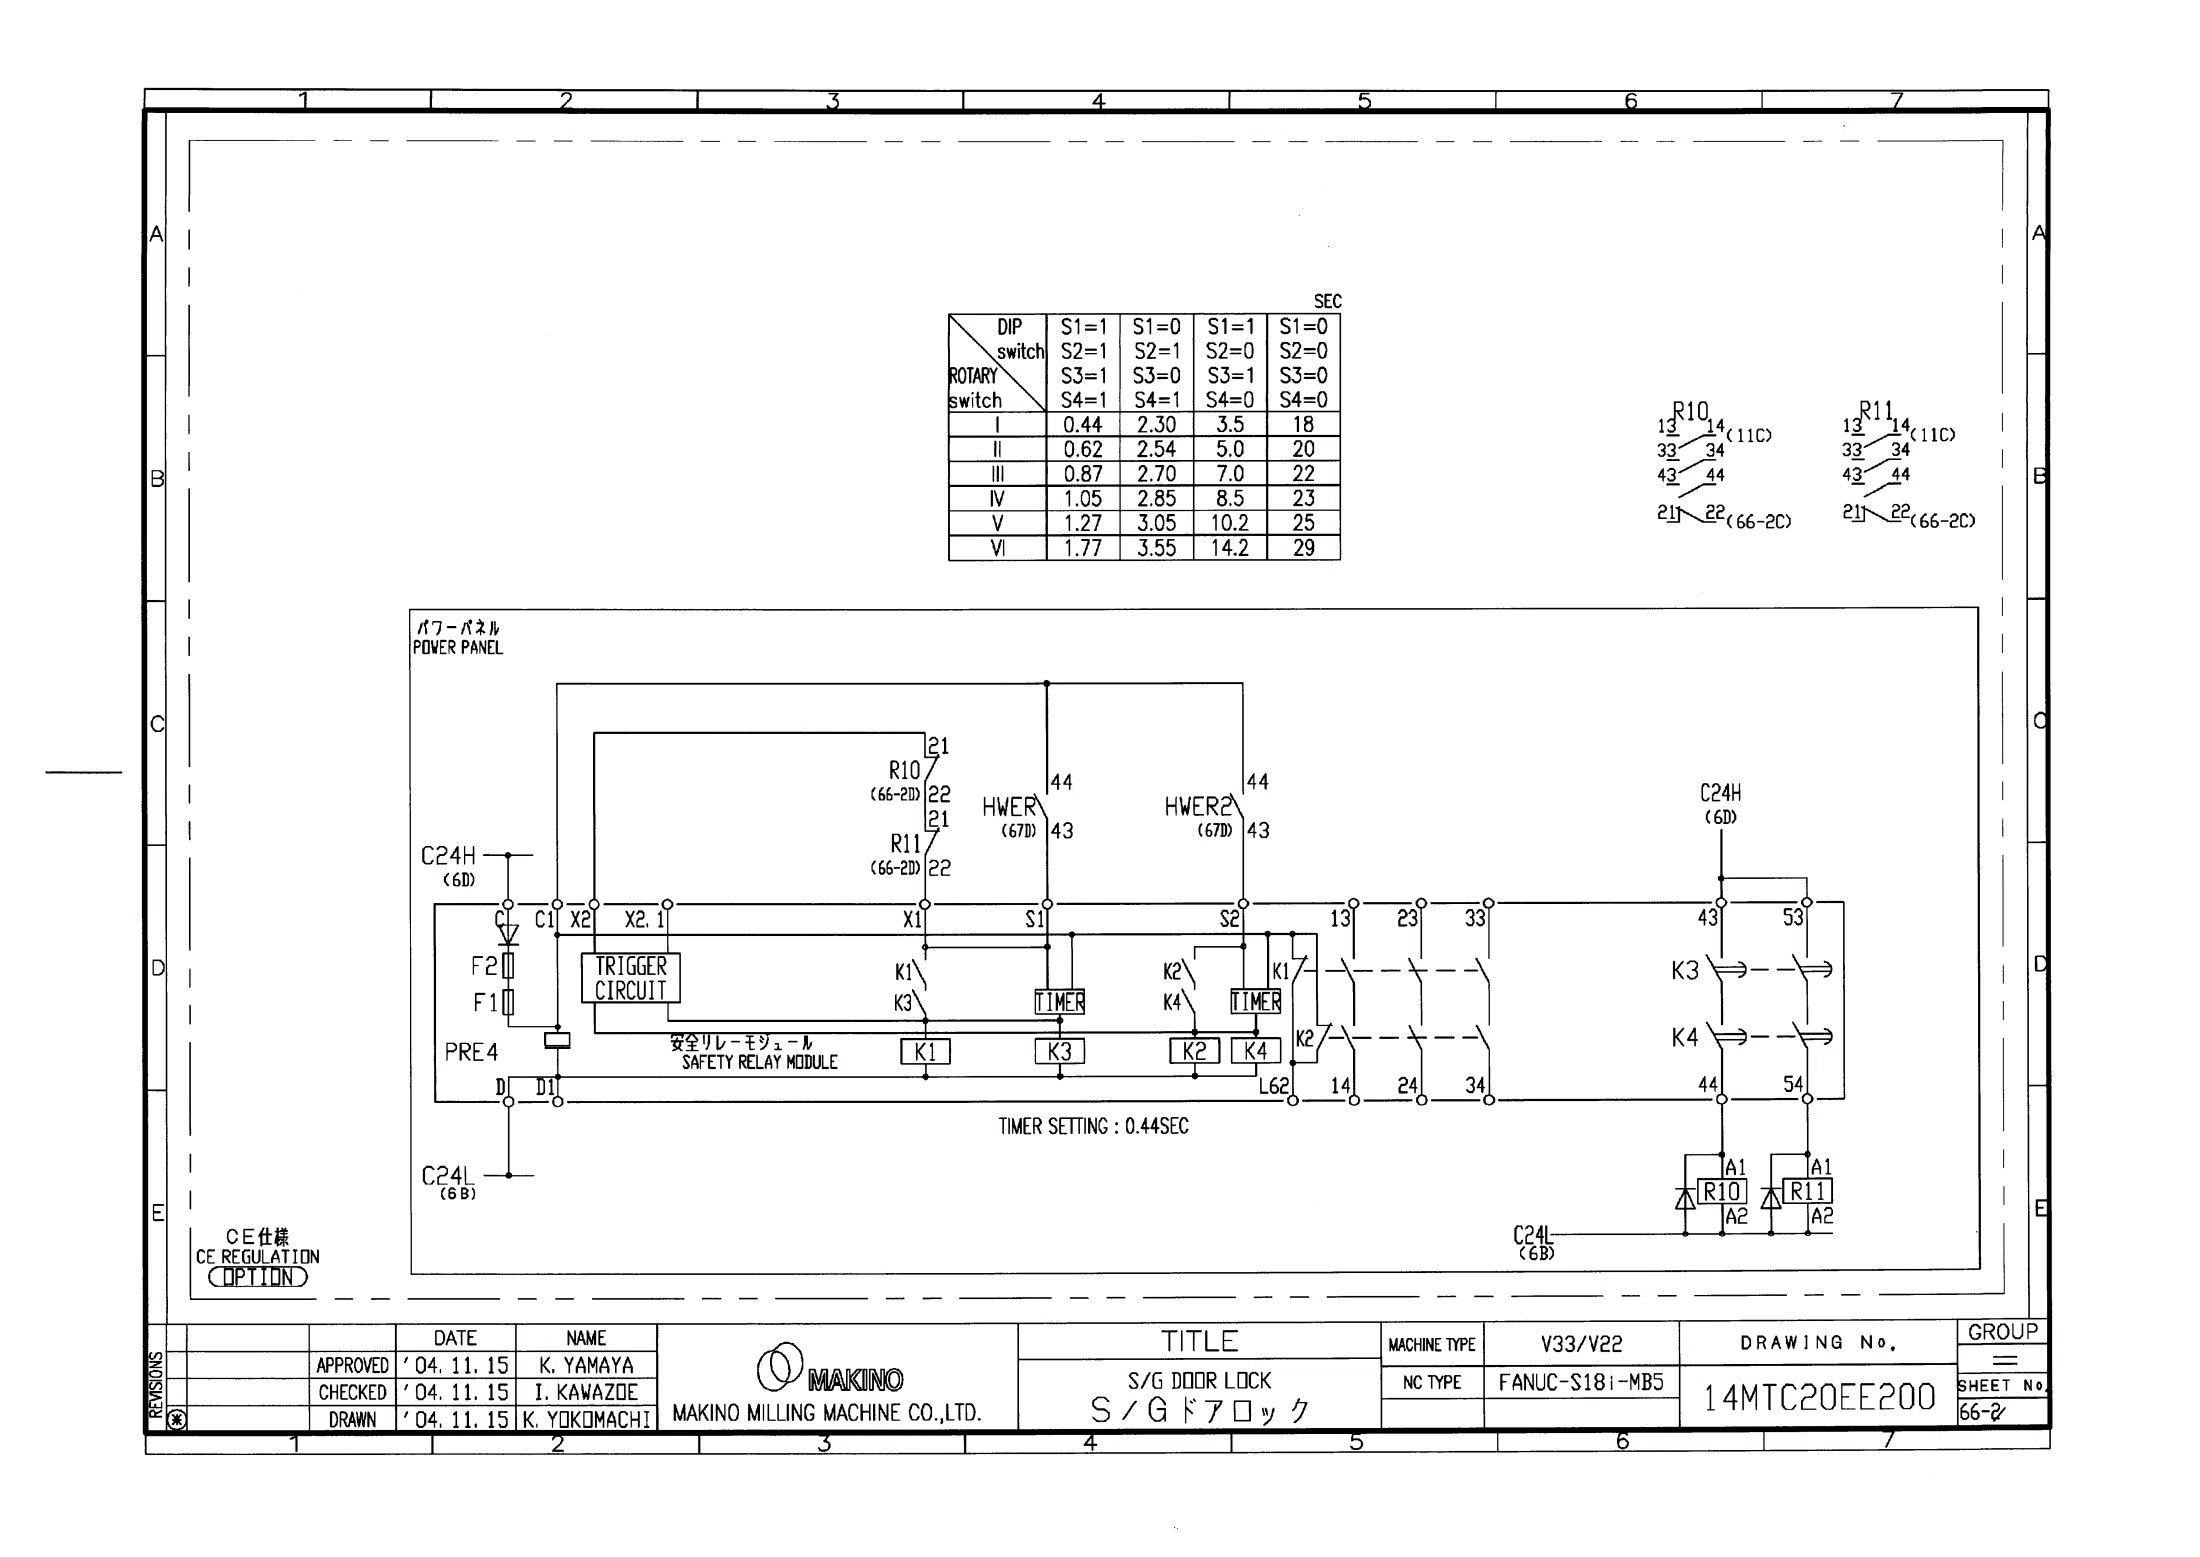 1 2 3 4 5 6 7
A A
B B
C C
D D
E E
SEC
DIP switch ROTARY switch
S1=1 S1=0 S1=1 S1=0
S2=1 S2=1 S2=0 S2=0
S3=1 S3=0 S3=1 S3=0
S4=1 S4=1 S4=0 S4=0
I 0.44 2.30 3.5 18
II 0.62 2.54 5.0 20
III 0.87 2.70 7.0 22
IV 1.05 2.85 8.5 23
V 1.27 3.05 10.2 25
VI 1.77 3.55 14.2 29
R10
13 14 (11C)
33 34
43 44
21 22 (66-2C)
R11
13 14 (11C)
33 34
43 44
21 22 (66-2C)
パワーパネル
POWER PANEL
21
R10
(66-2D) 22
21
R11
(66-2D) 22
44
HWER
(67D) 43
44
HWER2
(67D) 43
C24H
(6D)
C24H
(6D)
C C1 X2 X2.1 X1 S1 S2 13 23 33 43 53
F2
F1
TRIGGER
CIRCUIT
K1
K3
TIMER
K2
K4
TIMER
K1
K2
K3
K4
PRE4
安全リレーモジュール
SAFETY RELAY MODULE
K1 K3 K2 K4
D D1 L62 14 24 34 44 54
TIMER SETTING : 0.44SEC
C24L
(6B)
A1 A1
R10 R11
A2 A2
C24L
(6B)
CE仕様
CE REGULATION
OPTION
REVISIONS
DATE NAME
APPROVED '04.11.15 K. YAMAYA
CHECKED '04.11.15 I. KAWAZOE
DRAWN '04.11.15 K. YOKOMACHI
MAKINO
MAKINO MILLING MACHINE CO.,LTD.
TITLE
S/G DOOR LOCK
S/Gドアロック
MACHINE TYPE V33/V22
NC TYPE FANUC-S18i-MB5
DRAWING No.
14MTC20EE200
GROUP
=
SHEET No.
66-2
1 2 3 4 5 6 7